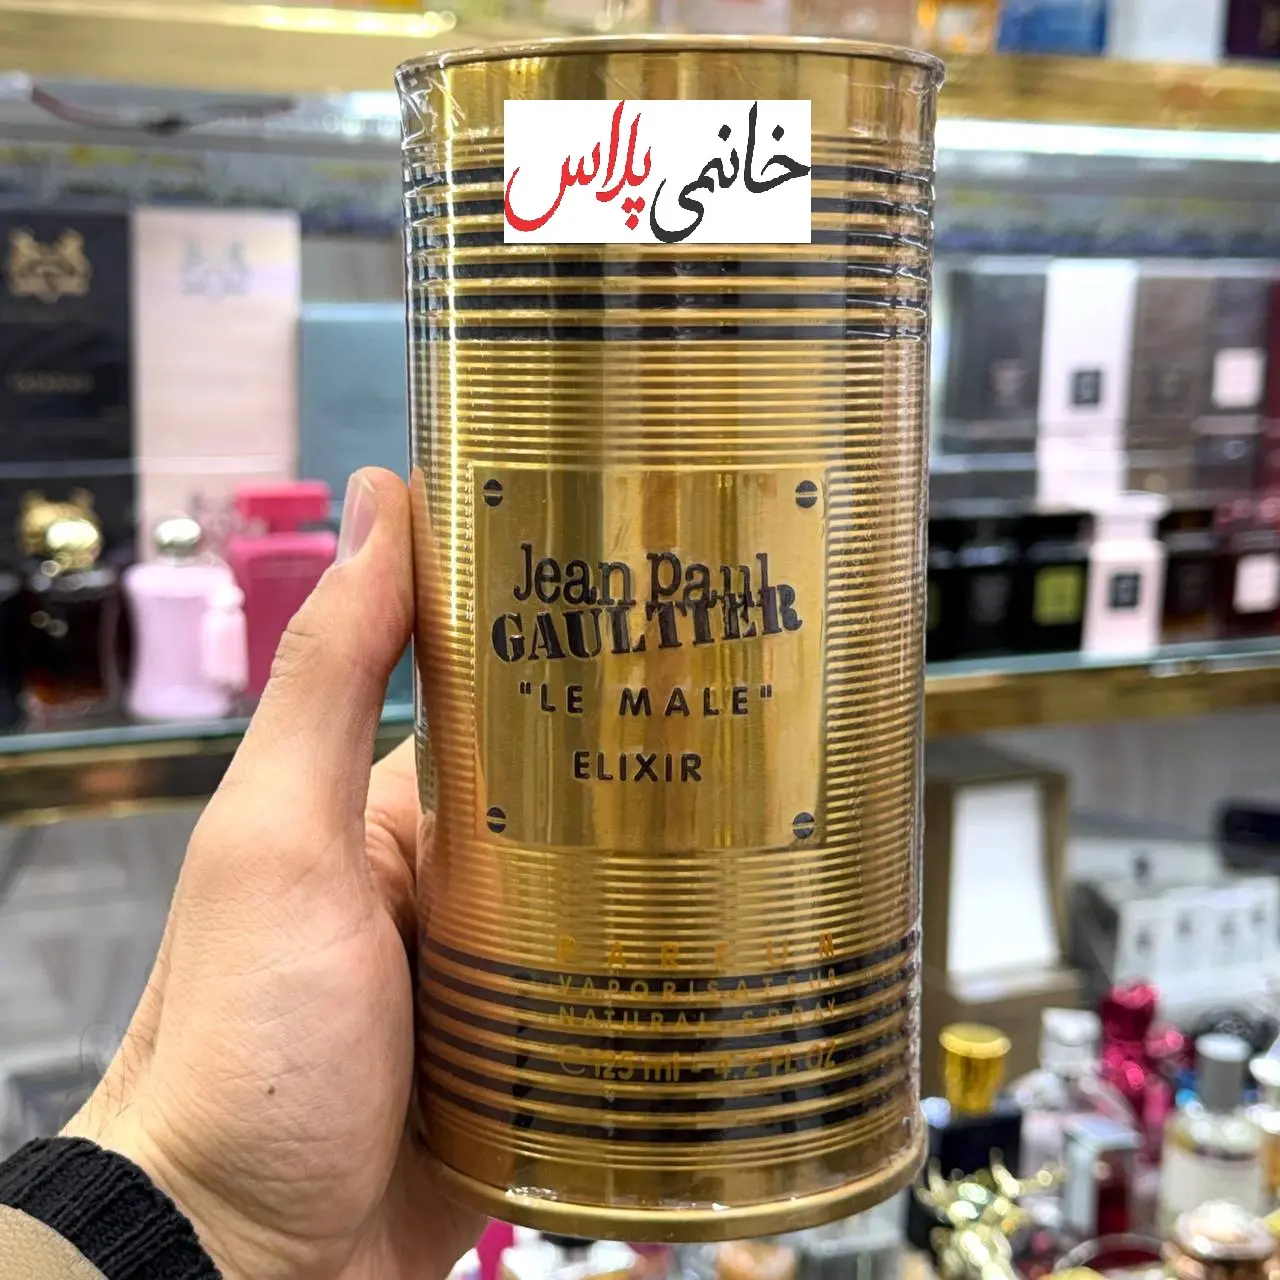 خانمی پلاس
Jean Paul
GAULTIER
"LE MALE"
ELIXIR
PARFUM
VAPORISATEUR
NATURAL SPRAY
℮125 ml - 4.2 FL.OZ